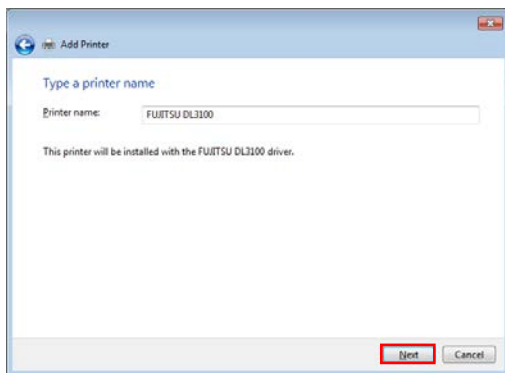 Add Printer
Type a printer name
Printer name: FUJITSU DL3100
This printer will be installed with the FUJITSU DL3100 driver.
Next Cancel